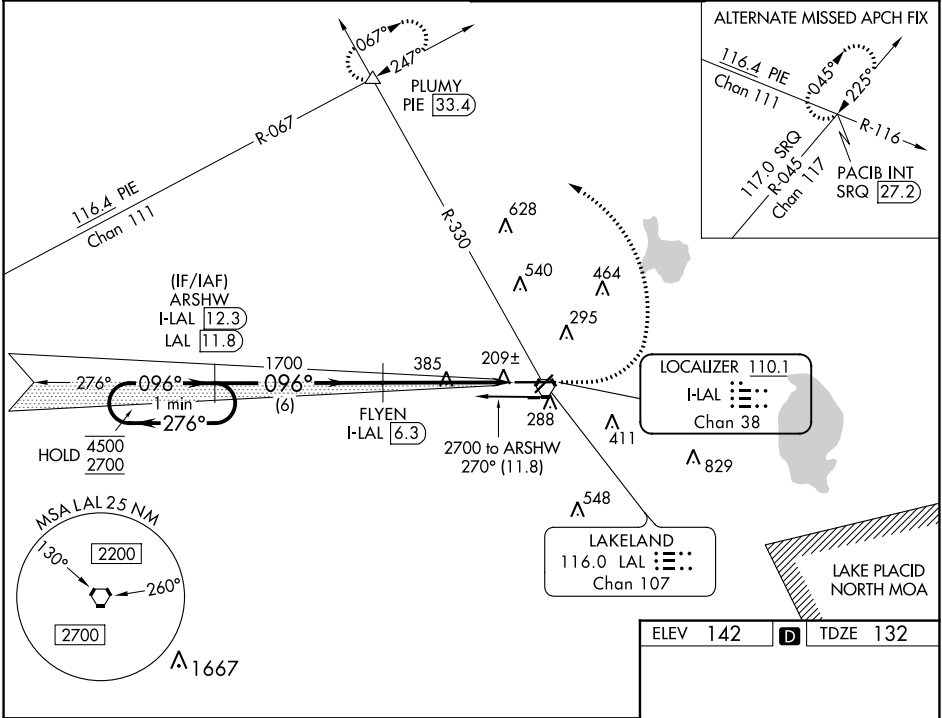 ALTERNATE MISSED APCH FIX
116.4 PIE
Chan 111
045°
225°
R-116
117.0 SRQ
R-045
Chan 117
PACIB INT
SRQ 27.2
067°
247°
PLUMY
PIE 33.4
R-067
116.4 PIE
Chan 111
R-330
628
540
464
295
(IF/IAF)
ARSHW
I-LAL 12.3
LAL 11.8
1700
385
209±
276°
096°
096°
1 min
(6)
276°
FLYEN
I-LAL 6.3
288
HOLD 4500
2700
2700 to ARSHW
270° (11.8)
LOCALIZER 110.1
I-LAL
Chan 38
411
829
548
LAKELAND
116.0 LAL
Chan 107
MSA LAL 25 NM
130°
2200
260°
2700
1667
LAKE PLACID
NORTH MOA
ELEV 142 D TDZE 132